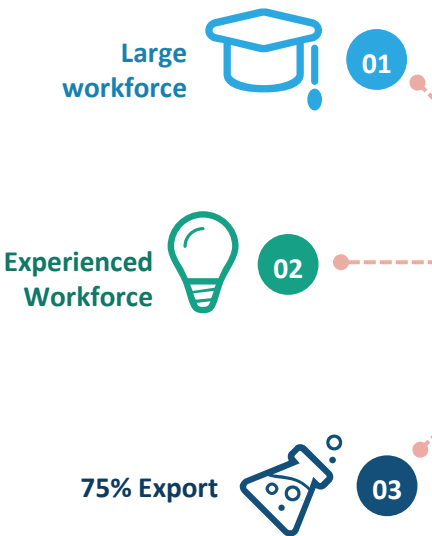 Large
workforce
01
Experienced
Workforce
02
75% Export
03